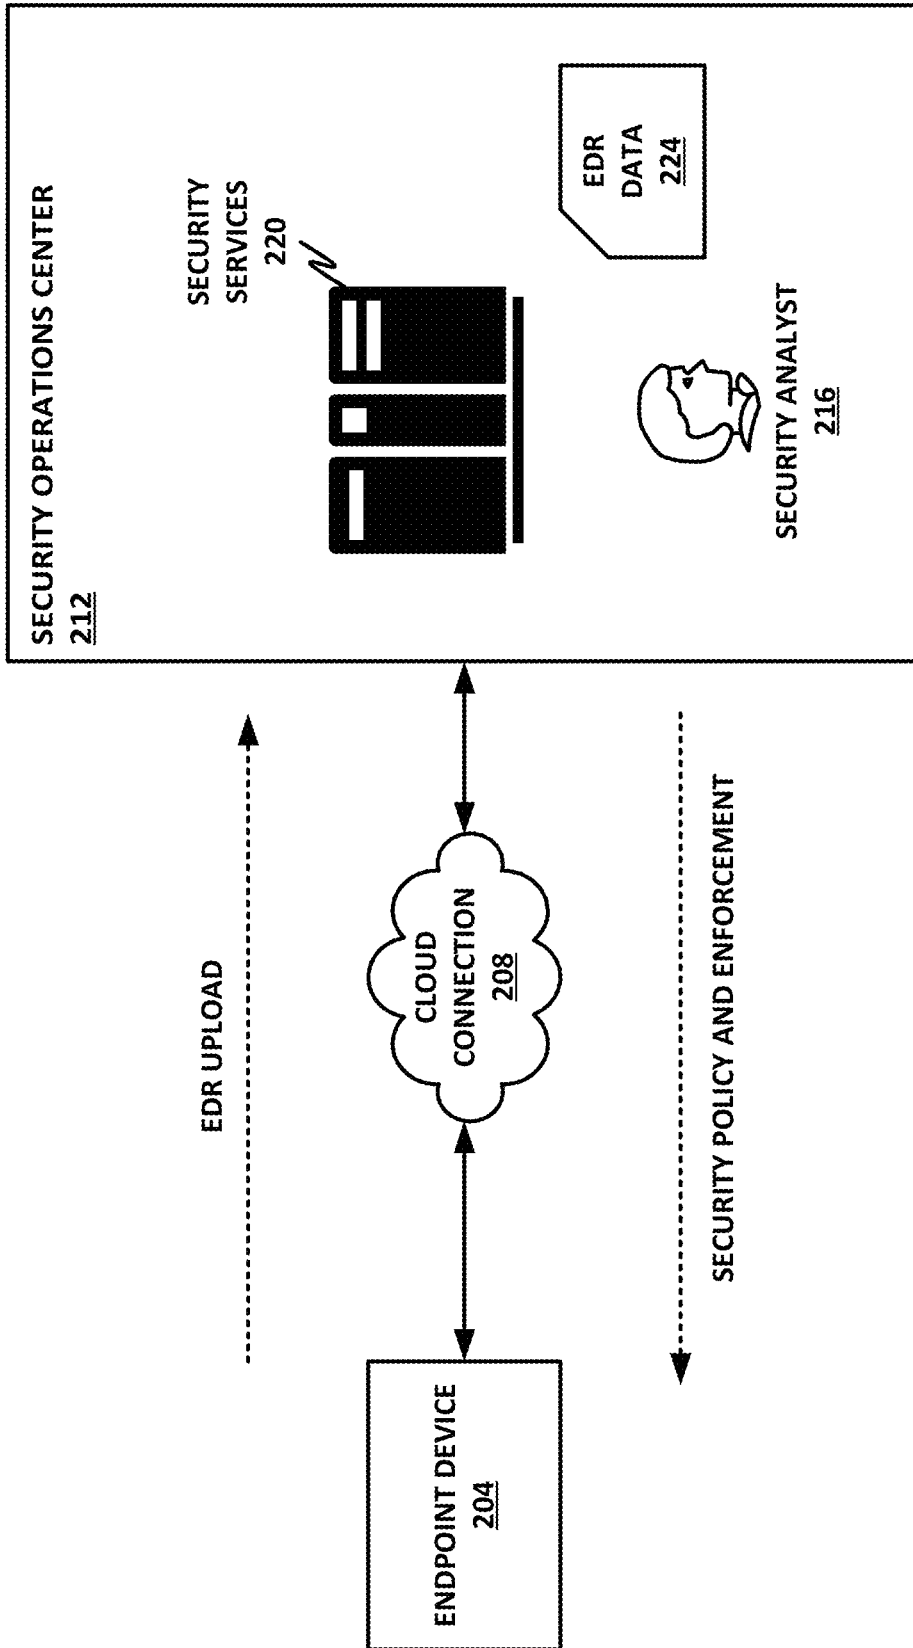 SECURITY OPERATIONS CENTER
212
SECURITY
SERVICES
220
EDR
DATA
224
SECURITY ANALYST
216
EDR UPLOAD
CLOUD
CONNECTION
208
SECURITY POLICY AND ENFORCEMENT
ENDPOINT DEVICE
204